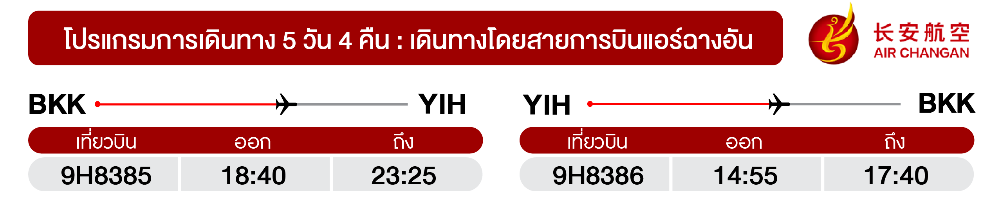 โปรแกรมการเดินทาง 5 วัน 4 คืน : เดินทางโดยสายการบินแอร์ฉางอัน
长安航空
AIR CHANGAN
BKK YIH
เที่ยวบิน ออก ถึง
9H8385 18:40 23:25
YIH BKK
เที่ยวบิน ออก ถึง
9H8386 14:55 17:40